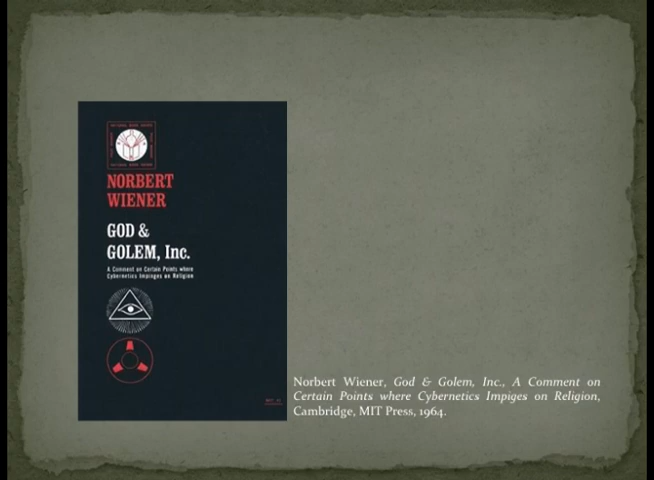 NORBERT
WIENER
GOD &
GOLEM, Inc.
A Comment on Certain Points where
Cybernetics Impinges on Religion
Norbert Wiener, God & Golem, Inc., A Comment on
Certain Points where Cybernetics Impiges on Religion,
Cambridge, MIT Press, 1964.